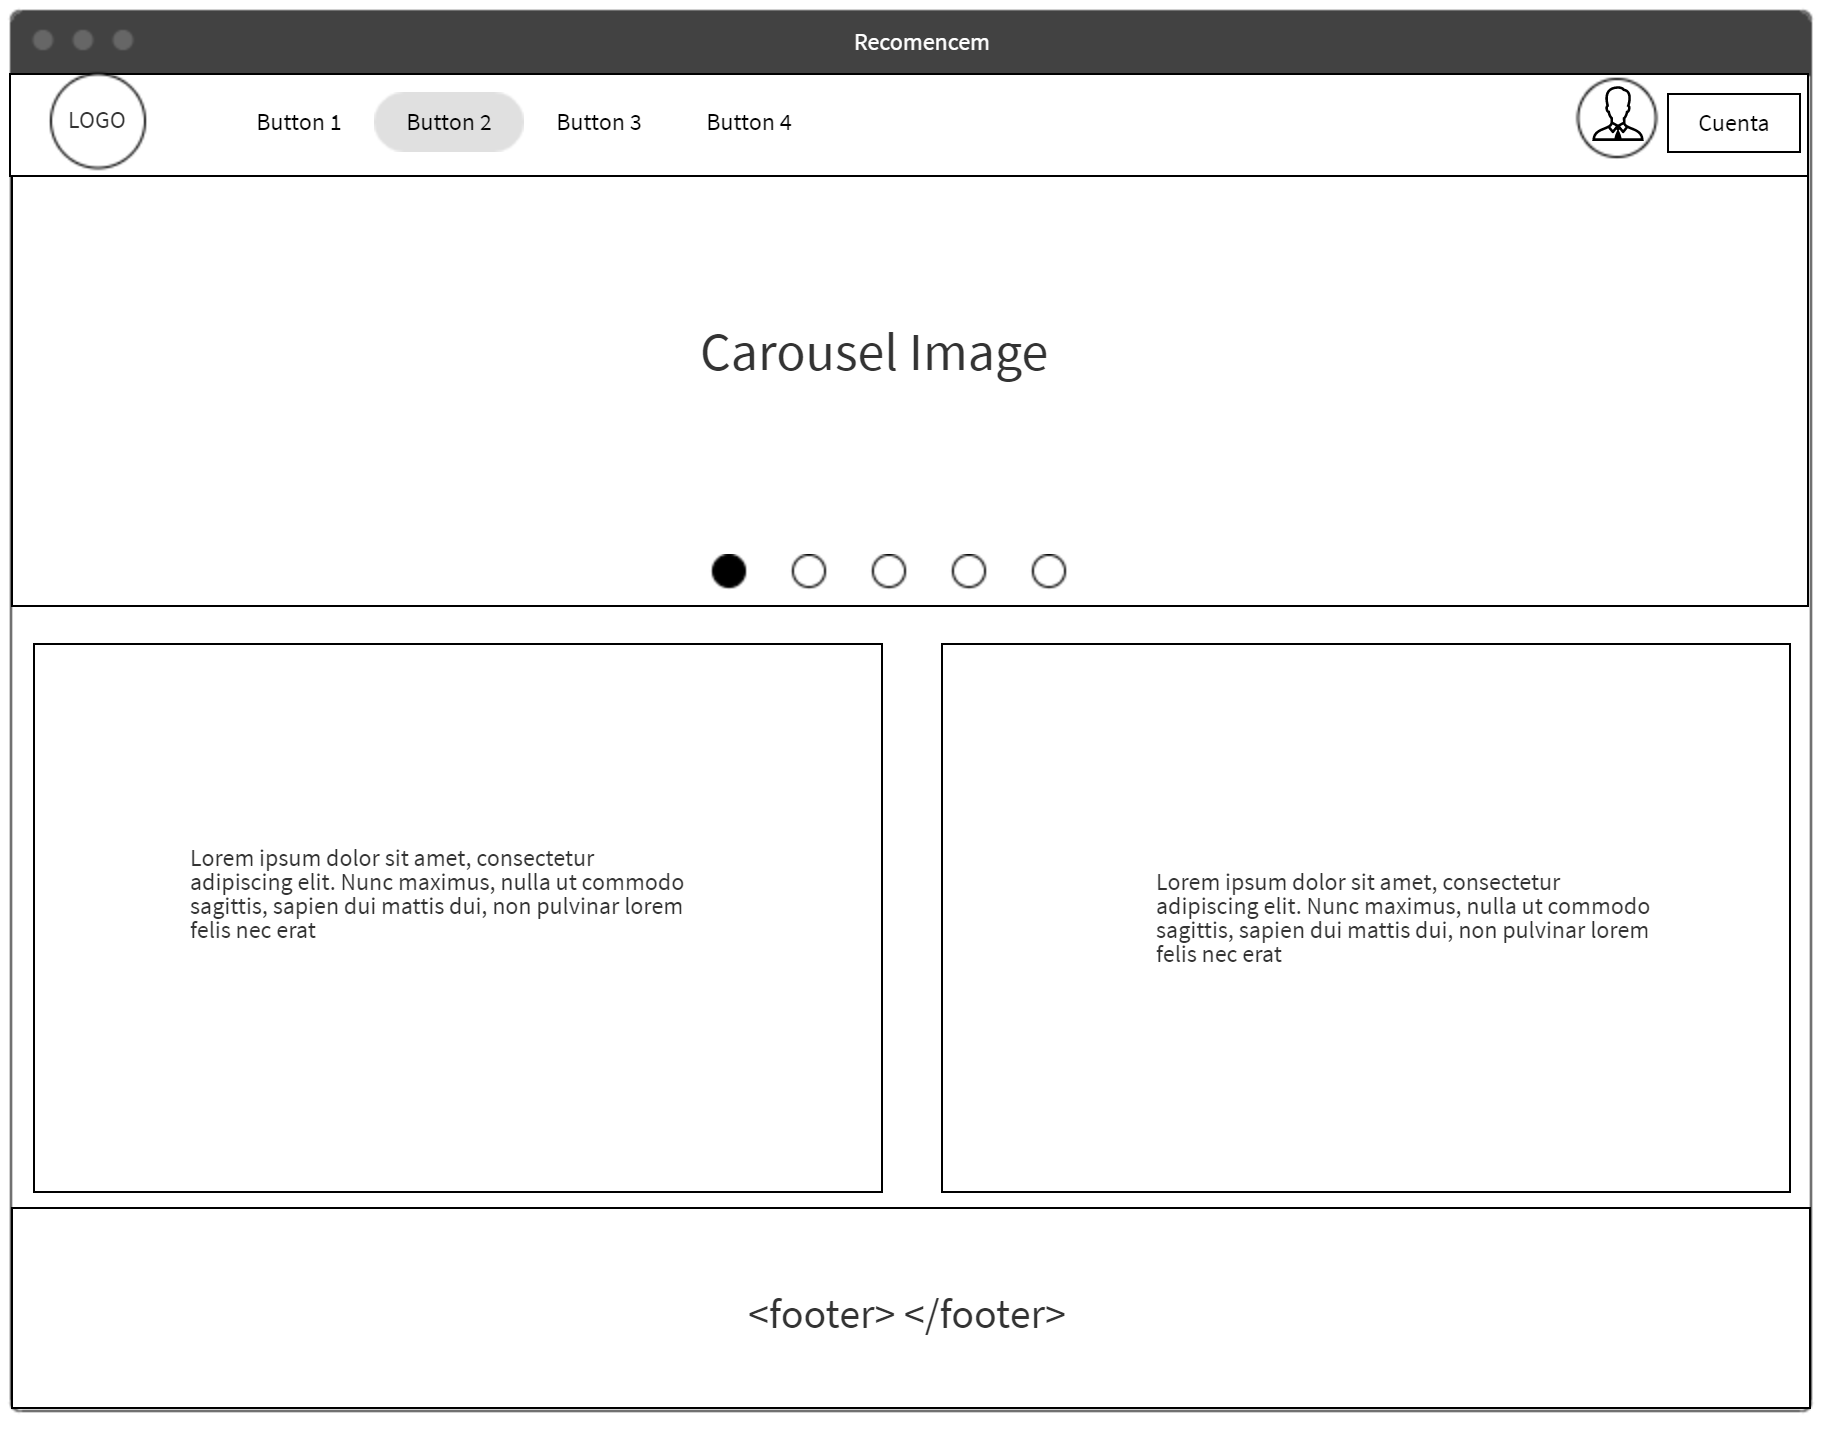 Recomencem
LOGO
Button 1
Button 2
Button 3
Button 4
Cuenta
Carousel Image
Lorem ipsum dolor sit amet, consectetur
adipiscing elit. Nunc maximus, nulla ut commodo
sagittis, sapien dui mattis dui, non pulvinar lorem
felis nec erat
Lorem ipsum dolor sit amet, consectetur
adipiscing elit. Nunc maximus, nulla ut commodo
sagittis, sapien dui mattis dui, non pulvinar lorem
felis nec erat
<footer> </footer>